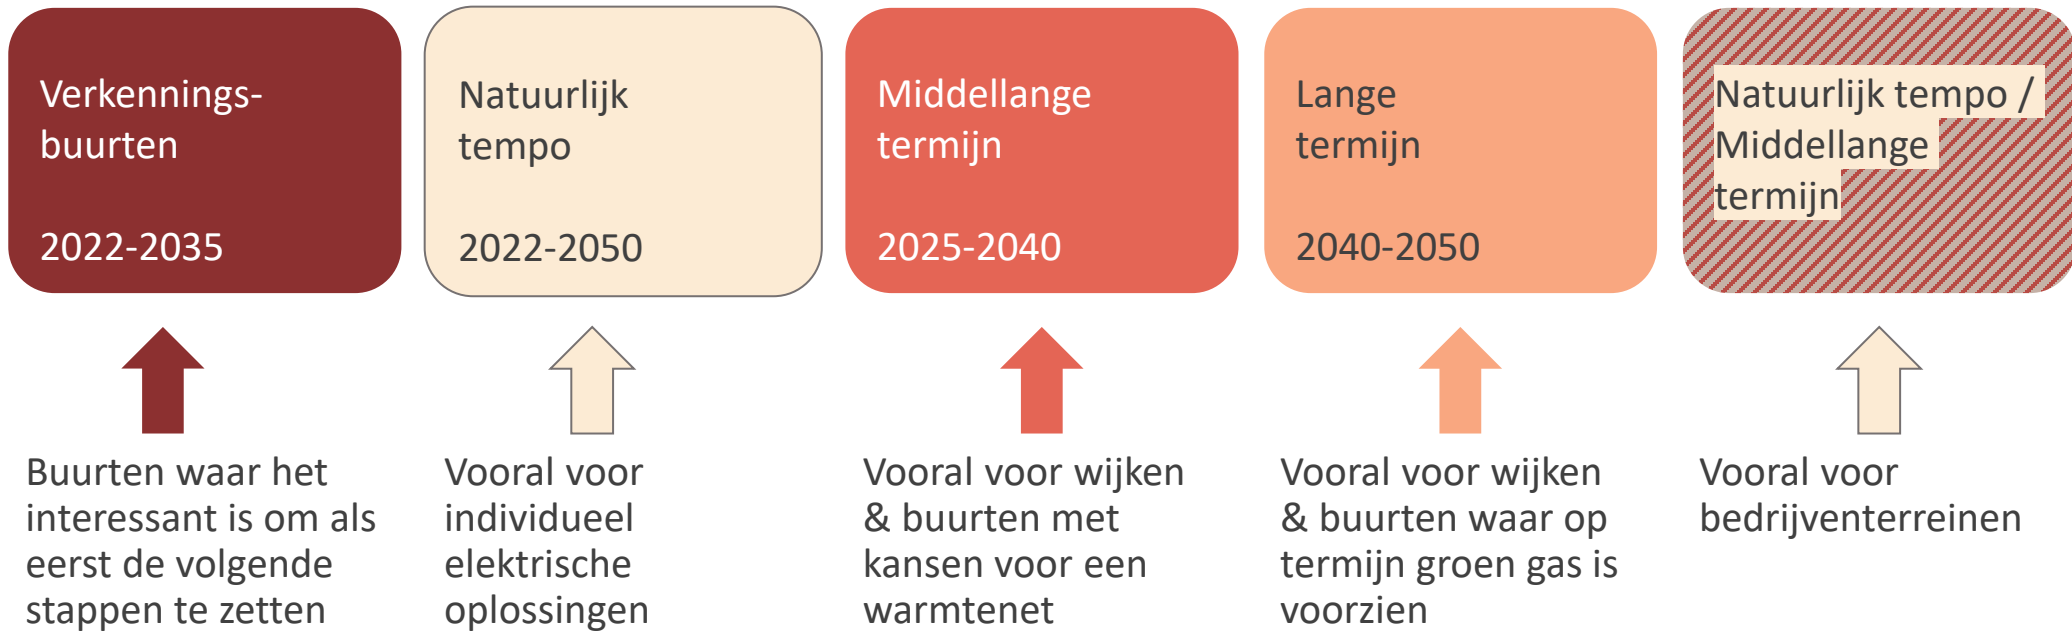 Verkennings-
buurten
2022-2035
Natuurlijk
tempo
2022-2050
Middellange
termijn
2025-2040
Lange
termijn
2040-2050
Natuurlijk tempo /
Middellange
termijn
Buurten waar het
interessant is om als
eerst de volgende
stappen te zetten
Vooral voor
individueel
elektrische
oplossingen
Vooral voor wijken
& buurten met
kansen voor een
warmtenet
Vooral voor wijken
& buurten waar op
termijn groen gas is
voorzien
Vooral voor
bedrijventerreinen